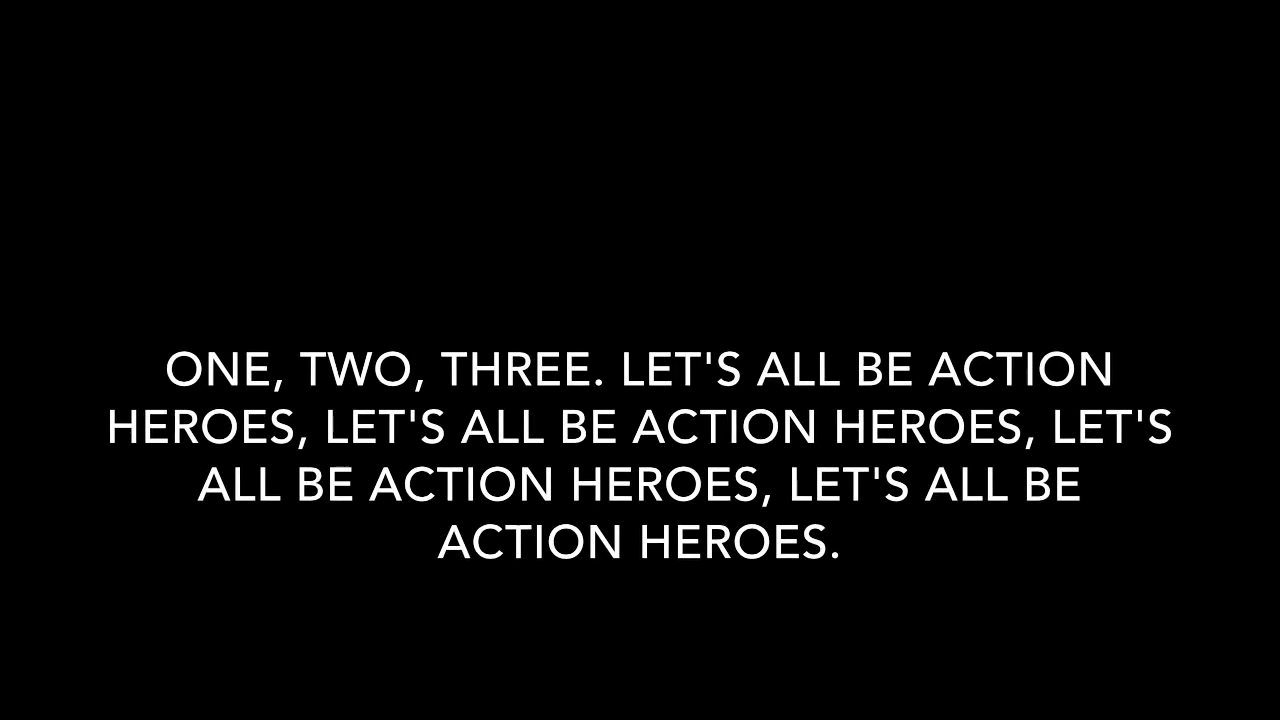 ONE, TWO, THREE. LET'S ALL BE ACTION
HEROES, LET'S ALL BE ACTION HEROES, LET'S
ALL BE ACTION HEROES, LET'S ALL BE
ACTION HEROES.